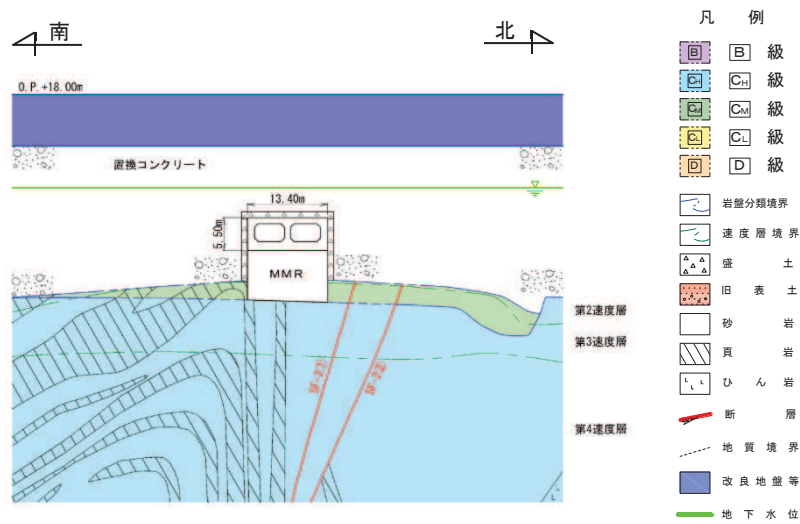 南
北
O.P.+18.00m
置換コンクリート
13.40m
5.50m
MMR
第2速度層
第3速度層
第4速度層
凡 例
B B 級
CH CH 級
CM CM 級
CL CL 級
D D 級
岩盤分類境界
速度層境界
盛 土
旧 表 土
砂 岩
頁 岩
ひ ん 岩
断 層
地 質 境 界
改 良 地 盤 等
地 下 水 位